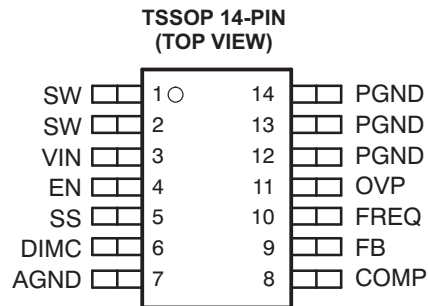 TSSOP 14-PIN
(TOP VIEW)
SW 1 14 PGND
SW 2 13 PGND
VIN 3 12 PGND
EN 4 11 OVP
SS 5 10 FREQ
DIMC 6 9 FB
AGND 7 8 COMP